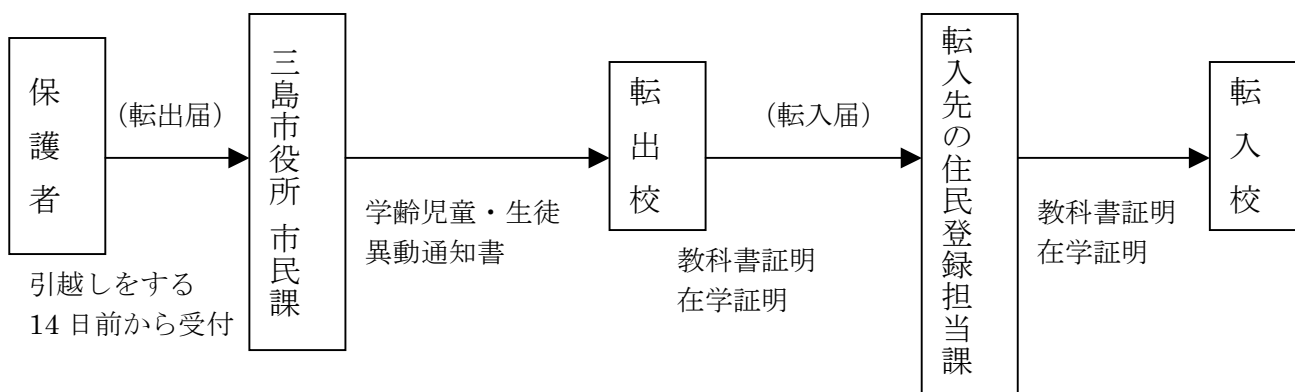 保護者
(転出届)
引越しをする
14日前から受付
三島市役所 市民課
学齢児童・生徒
異動通知書
転出校
(転入届)
教科書証明
在学証明
転入先の住民登録担当課
教科書証明
在学証明
転入校